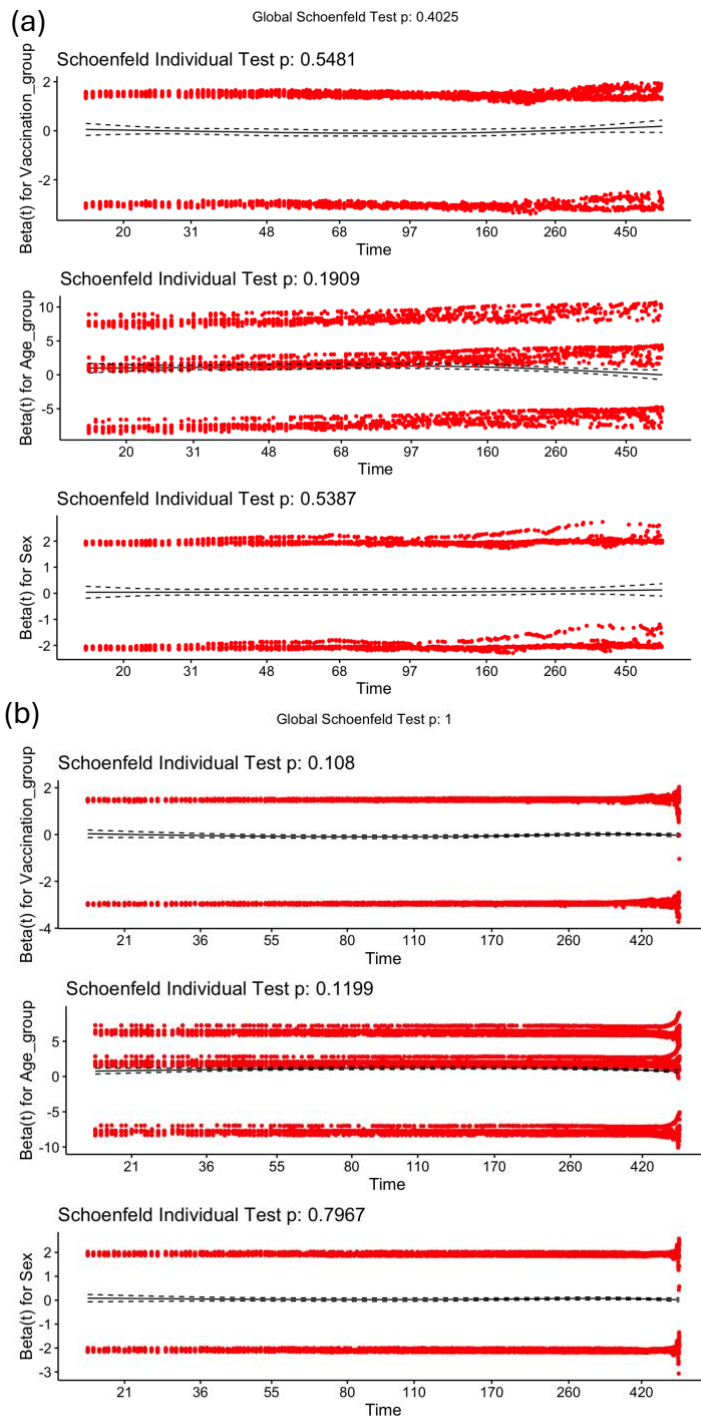 (a)
Global Schoenfeld Test p: 0.4025
Schoenfeld Individual Test p: 0.5481
Beta(t) for Vaccination_group
2
0
-2
20 31 48 68 97 160 260 450
Time
Schoenfeld Individual Test p: 0.1909
Beta(t) for Age_group
10
5
0
-5
20 31 48 68 97 160 260 450
Time
Schoenfeld Individual Test p: 0.5387
Beta(t) for Sex
2
1
0
-1
-2
20 31 48 68 97 160 260 450
Time
(b)
Global Schoenfeld Test p: 1
Schoenfeld Individual Test p: 0.108
Beta(t) for Vaccination_group
2
0
-2
-4
21 36 55 80 110 170 260 420
Time
Schoenfeld Individual Test p: 0.1199
Beta(t) for Age_group
5
0
-5
-10
21 36 55 80 110 170 260 420
Time
Schoenfeld Individual Test p: 0.7967
Beta(t) for Sex
2
1
0
-1
-2
-3
21 36 55 80 110 170 260 420
Time